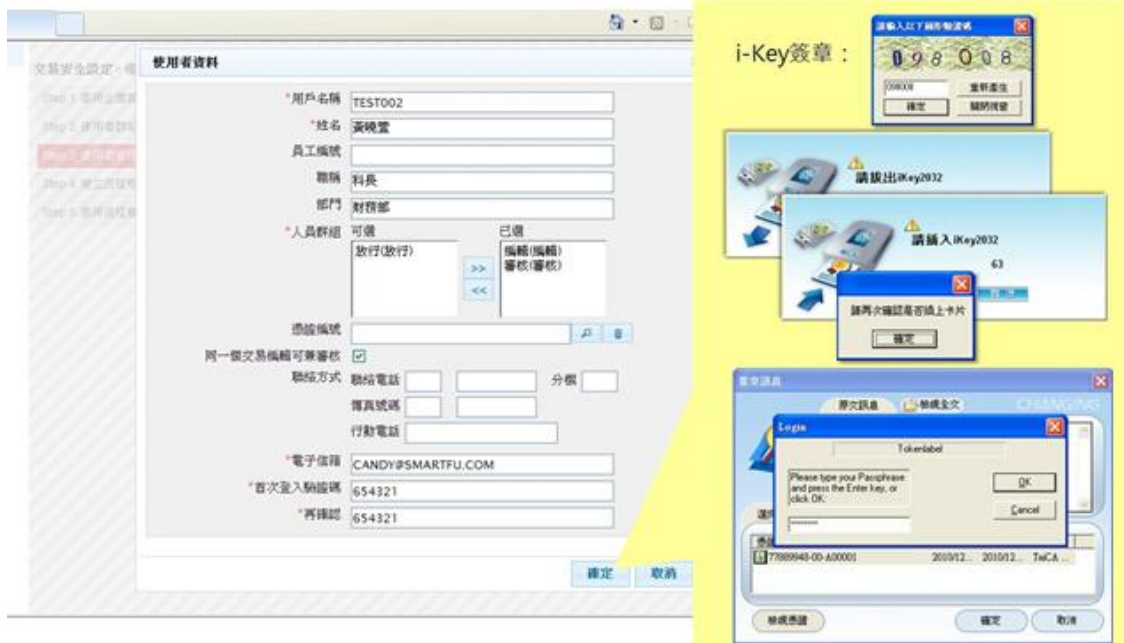 使用者資料
*用戶名稱 TEST002
*姓名 黃曉雪
員工編號
職稱 科長
部門 財務部
*人員群組 可選 已選
放行(放行) 編輯(編輯)
審核(審核)
>>
<<
憑證編號
同一個交易編輯可兼審核
聯絡方式 聯絡電話 分機
傳真號碼
行動電話
*電子信箱 CANDY@SMARTFU.COM
*首次登入驗證碼 654321
*再確認 654321
確定 取消
i-Key簽章：
請輸入以下圖形驗證碼
098008
098008 重新產生
確定 關閉視窗
請拔出iKey2032
請插入iKey2032
63
請再次確認是否插上卡片
確定
簽章訊息
原文訊息 檢視全文 CHANGING
Login
Tokenlabel
Please type your Passphrase
and press the Enter key, or
click OK:
OK
Cancel
********
77889948-00-A00001 2010/12... 2010/12... TaiCA ...
檢視憑證 確定 取消